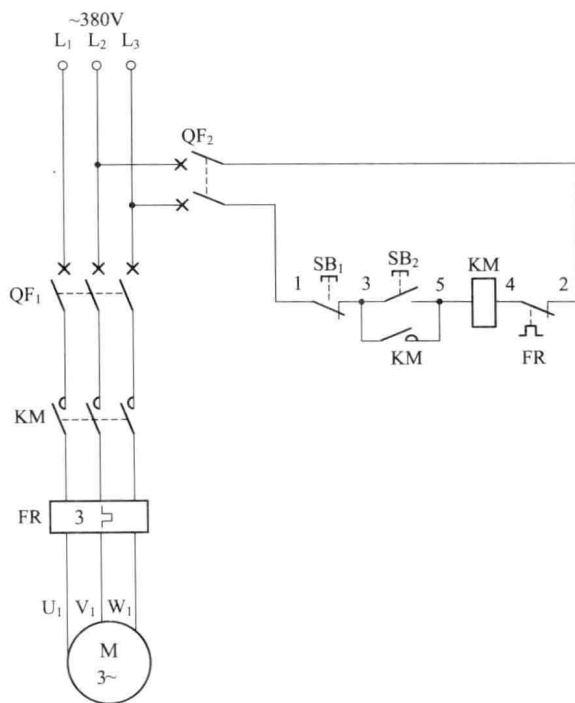 ~380V
L₁ L₂ L₃
QF₂
SB₁ SB₂ KM
1 3 5 4 2
KM FR
QF₁
KM
FR 3
U₁ V₁ W₁
M
3~